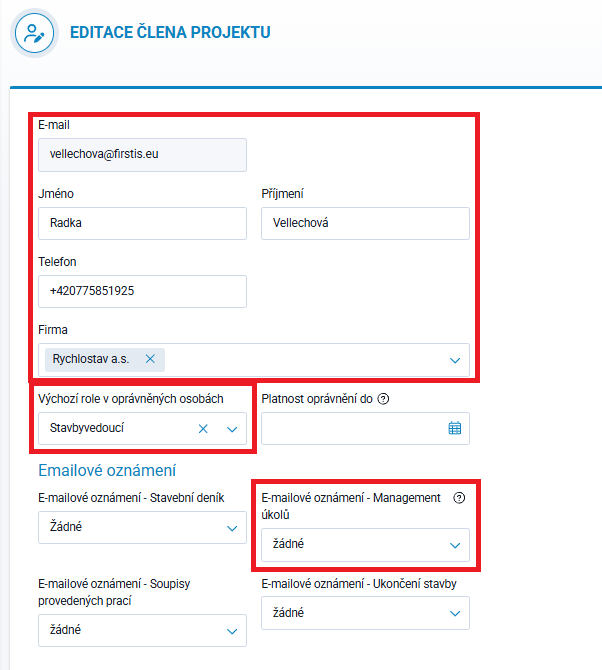 EDITACE ČLENA PROJEKTU
E-mail
vellechova@firstis.eu
Jméno
Příjmení
Radka
Vellechová
Telefon
+420775851925
Firma
Rychlostav a.s.
Výchozí role v oprávněných osobách
Platnost oprávnění do
Stavbyvedoucí
Emailové oznámení
E-mailové oznámení - Stavební deník
Žádné
E-mailové oznámení - Management
úkolů
žádné
E-mailové oznámení - Soupisy
provedených prací
žádné
E-mailové oznámení - Ukončení stavby
žádné